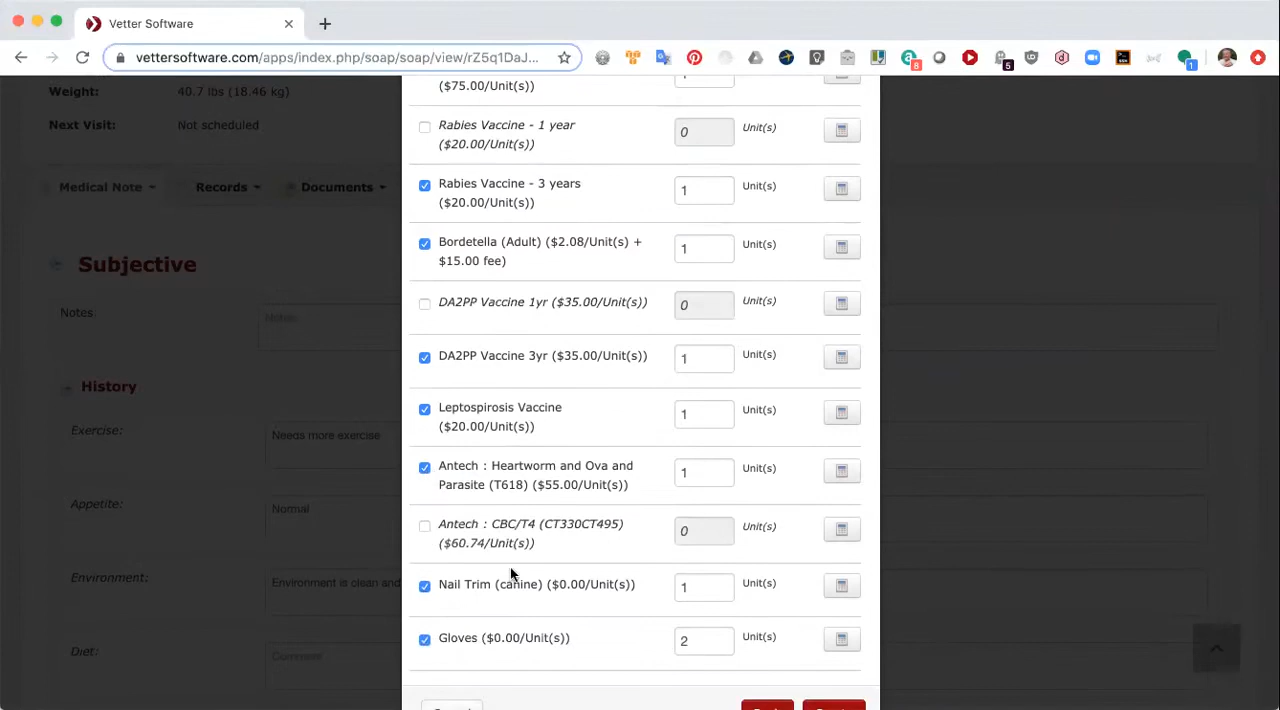 Vetter Software
vettersoftware.com/apps/index.php/soap/soap/view/rZ5q1DaJ...
8
5
1
Weight: 40.7 lbs (18.46 kg)
Next Visit: Not scheduled
Medical Note Records Documents
Subjective
Notes: Notes
History
Exercise: Needs more exercise
Appetite: Normal
Environment: Environment is clean and
Diet: Comment
($75.00/Unit(s))
Rabies Vaccine - 1 year 0 Unit(s)
($20.00/Unit(s))
Rabies Vaccine - 3 years 1 Unit(s)
($20.00/Unit(s))
Bordetella (Adult) ($2.08/Unit(s) + 1 Unit(s)
$15.00 fee)
DA2PP Vaccine 1yr ($35.00/Unit(s)) 0 Unit(s)
DA2PP Vaccine 3yr ($35.00/Unit(s)) 1 Unit(s)
Leptospirosis Vaccine 1 Unit(s)
($20.00/Unit(s))
Antech : Heartworm and Ova and 1 Unit(s)
Parasite (T618) ($55.00/Unit(s))
Antech : CBC/T4 (CT330CT495) 0 Unit(s)
($60.74/Unit(s))
Nail Trim (canine) ($0.00/Unit(s)) 1 Unit(s)
Gloves ($0.00/Unit(s)) 2 Unit(s)